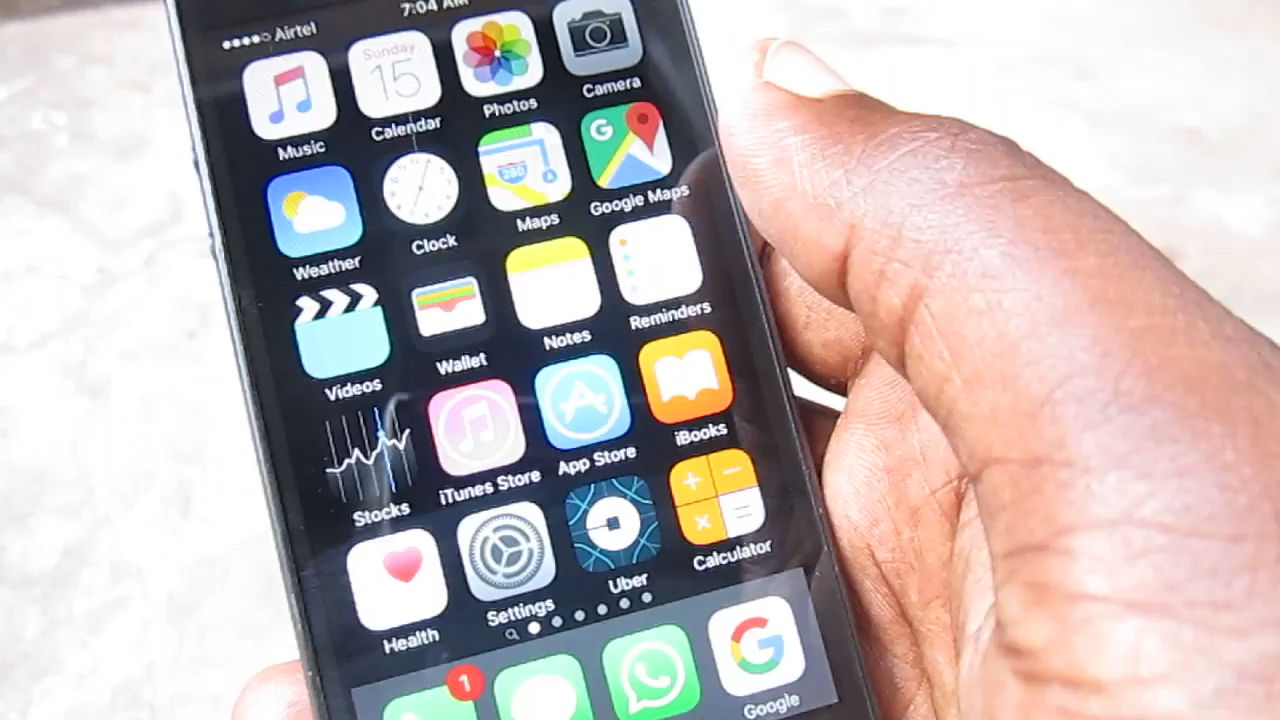 Airtel 7:04 AM
Sunday
15
Music Calendar Photos Camera
G
280
Weather Clock Maps Google Maps
Videos Wallet Notes Reminders
Stocks iTunes Store App Store iBooks
Health Settings Uber Calculator
1
G
Google